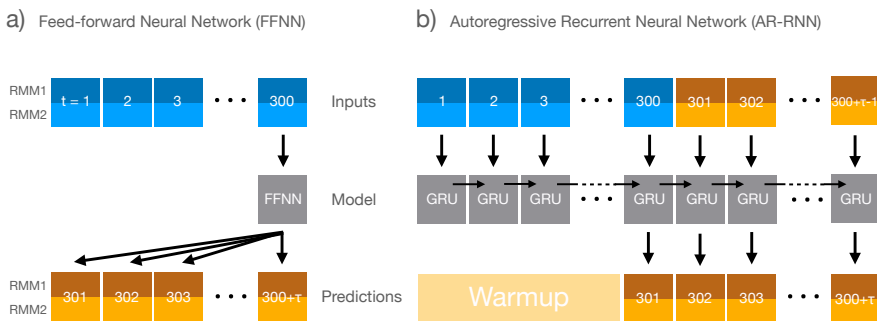 a) Feed-forward Neural Network (FFNN)
RMM1
RMM2
t = 1 2 3 • • • 300
Inputs
FFNN
Model
RMM1
RMM2
301 302 303 • • • 300+τ
Predictions
b) Autoregressive Recurrent Neural Network (AR-RNN)
1 2 3 • • • 300 301 302 • • • 300+τ-1
GRU GRU GRU • • • GRU GRU GRU • • • GRU
Warmup 301 302 303 • • • 300+τ